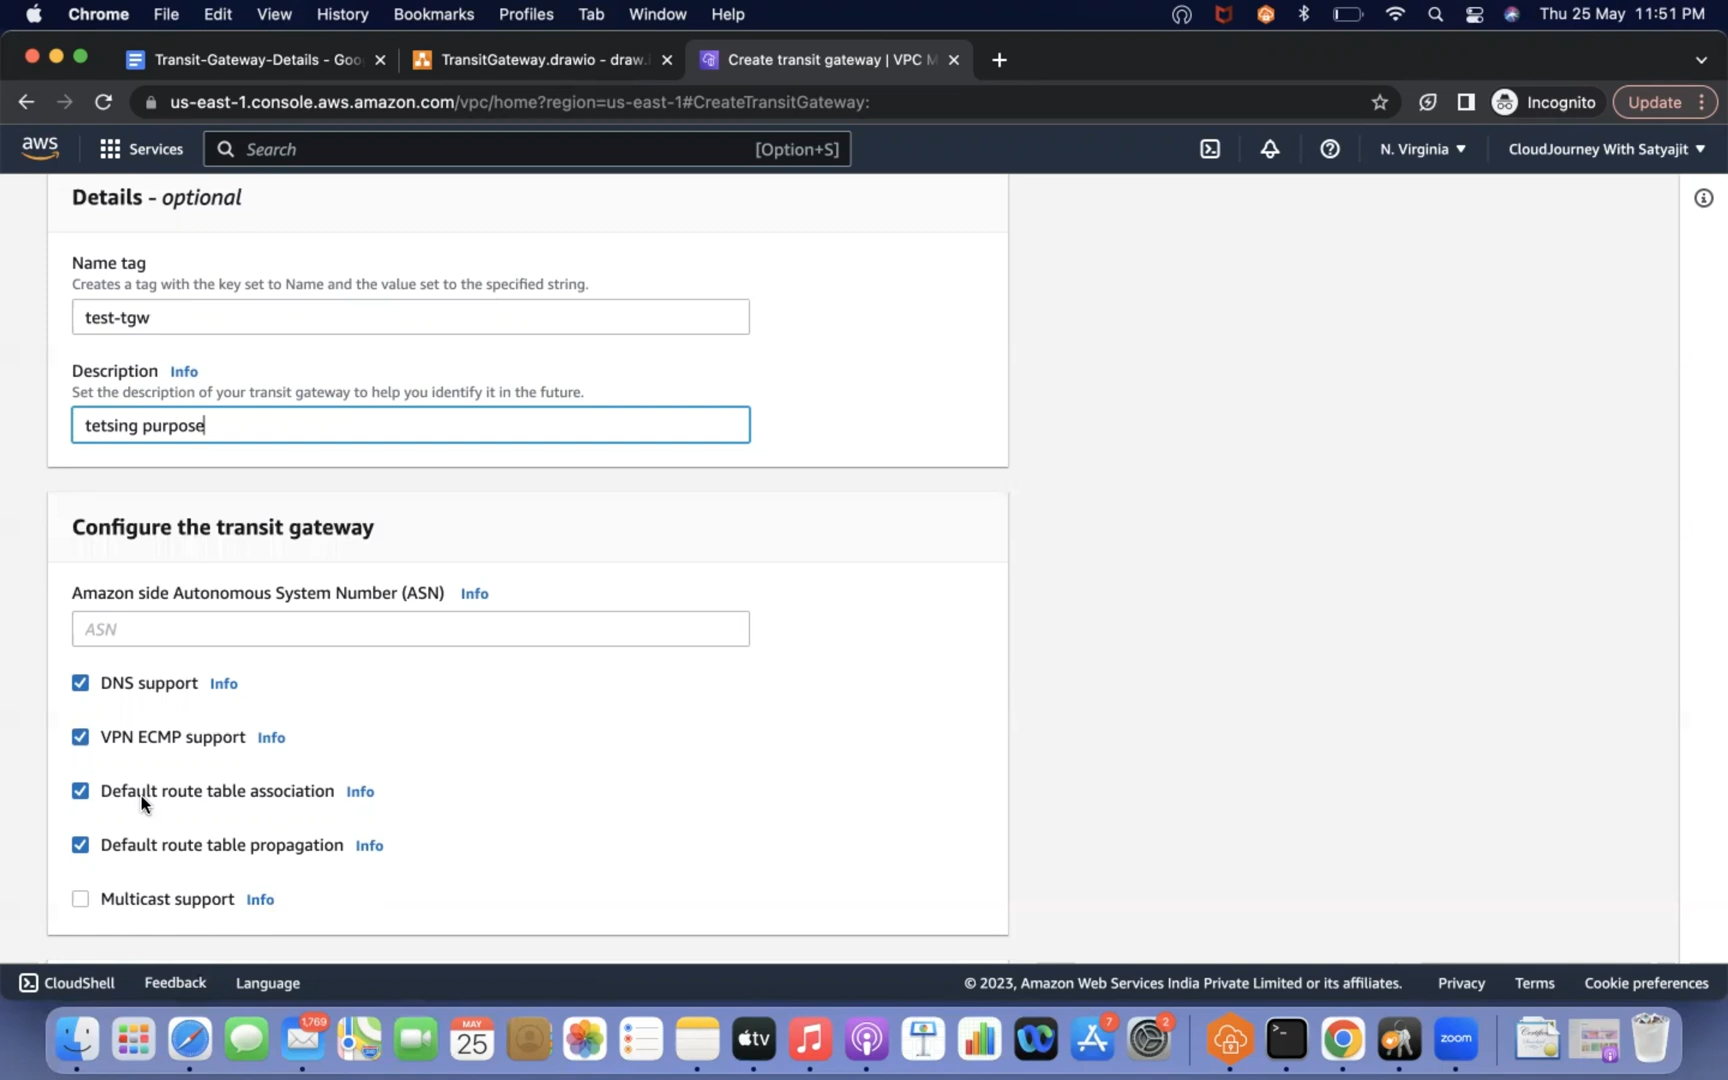 Chrome File Edit View History Bookmarks Profiles Tab Window Help Thu 25 May 11:51 PM
Transit-Gateway-Details - Goo TransitGateway.drawio - draw.i Create transit gateway | VPC M
us-east-1.console.aws.amazon.com/vpc/home?region=us-east-1#CreateTransitGateway: Incognito Update
aws Services Search [Option+S] N. Virginia CloudJourney With Satyajit
Details - optional
Name tag
Creates a tag with the key set to Name and the value set to the specified string.
test-tgw
Description Info
Set the description of your transit gateway to help you identify it in the future.
tetsing purpose
Configure the transit gateway
Amazon side Autonomous System Number (ASN) Info
ASN
DNS support Info
VPN ECMP support Info
Default route table association Info
Default route table propagation Info
Multicast support Info
CloudShell Feedback Language © 2023, Amazon Web Services India Private Limited or its affiliates. Privacy Terms Cookie preferences
1,769 MAY 25 tv 7 2 zoom